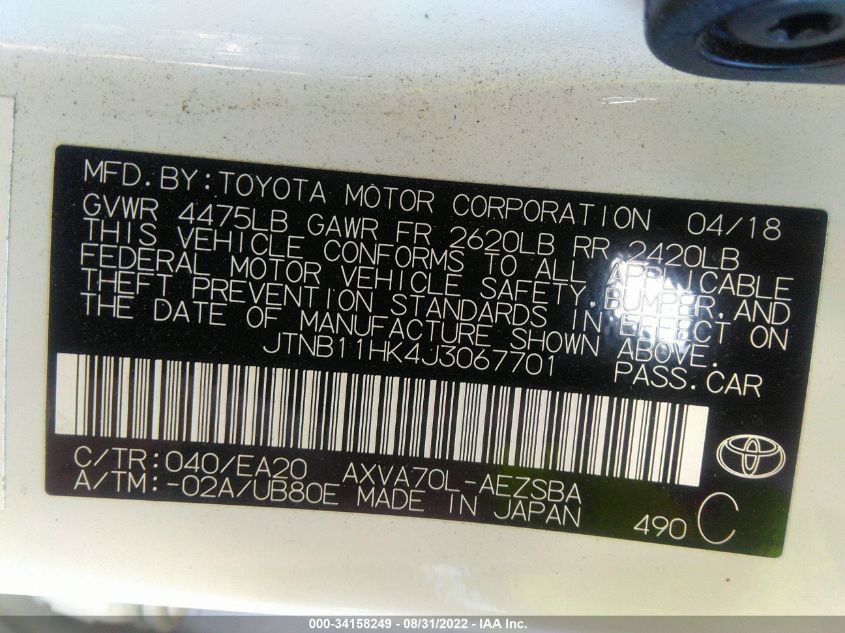 MFD.BY:TOYOTA MOTOR CORPORATION 04/18
GVWR 4475LB GAWR FR 2620LB RR 2420LB
THIS VEHICLE CONFORMS TO ALL APPLICABLE
FEDERAL MOTOR VEHICLE SAFETY,BUMPER,AND
THEFT PREVENTION STANDARDS IN EFFECT ON
THE DATE OF MANUFACTURE SHOWN ABOVE.
JTNB11HK4J3067701 PASS.CAR
C/TR:040/EA20 AXVA70L-AEZSBA
A/TM:-02A/UB80E MADE IN JAPAN 490 C
000-34158249 - 08/31/2022 - IAA Inc.